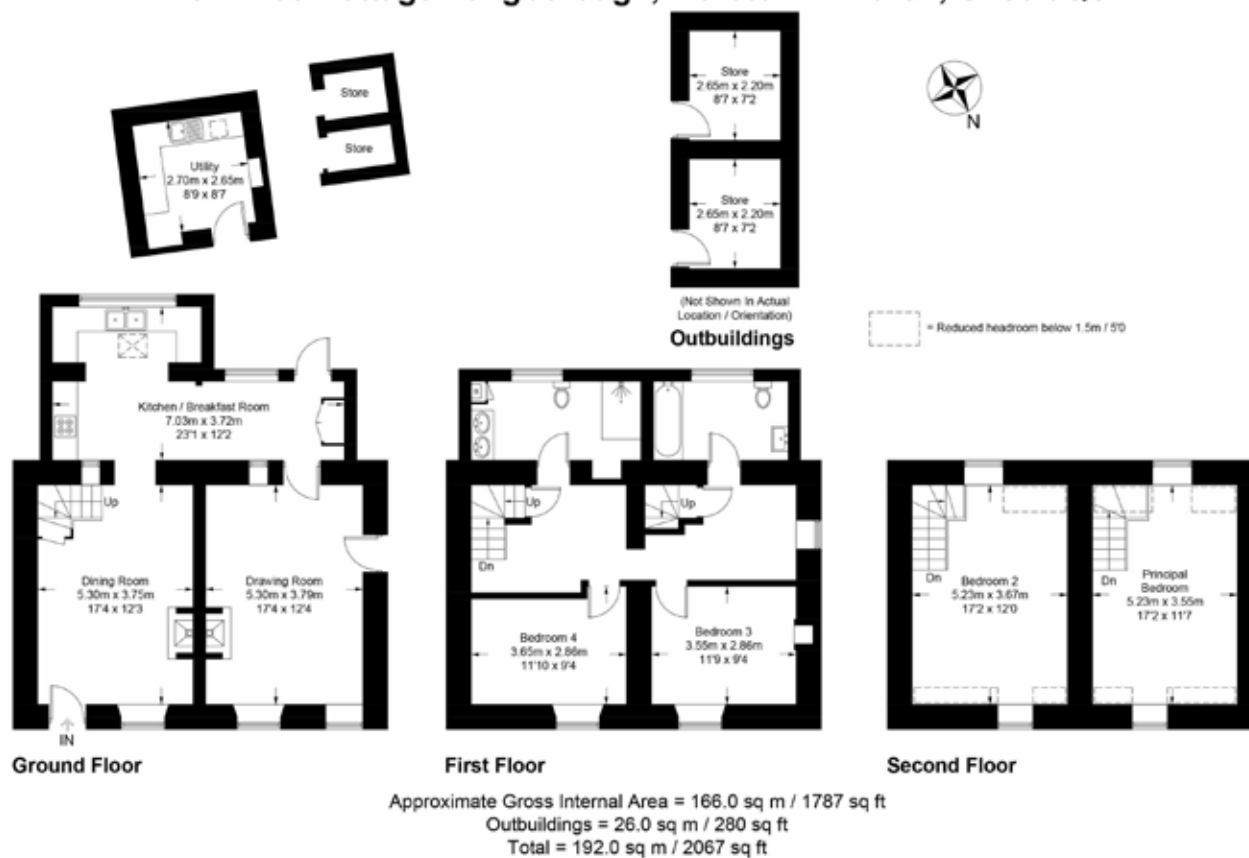 Store
Store
Utility
2.70m x 2.65m
8'9 x 8'7
Store
2.65m x 2.20m
8'7 x 7'2
Store
2.65m x 2.20m
8'7 x 7'2
(Not Shown In Actual
Location / Orientation)
Outbuildings
N
= Reduced headroom below 1.5m / 5'0
Kitchen / Breakfast Room
7.03m x 3.72m
23'1 x 12'2
Up
Dining Room
5.30m x 3.75m
17'4 x 12'3
Drawing Room
5.30m x 3.79m
17'4 x 12'4
IN
Ground Floor
Up
Dn
Up
Bedroom 4
3.65m x 2.86m
11'10 x 9'4
Bedroom 3
3.55m x 2.86m
11'9 x 9'4
First Floor
Dn
Bedroom 2
5.23m x 3.67m
17'2 x 12'0
Dn
Principal
Bedroom
5.23m x 3.55m
17'2 x 11'7
Second Floor
Approximate Gross Internal Area = 166.0 sq m / 1787 sq ft
Outbuildings = 26.0 sq m / 280 sq ft
Total = 192.0 sq m / 2067 sq ft